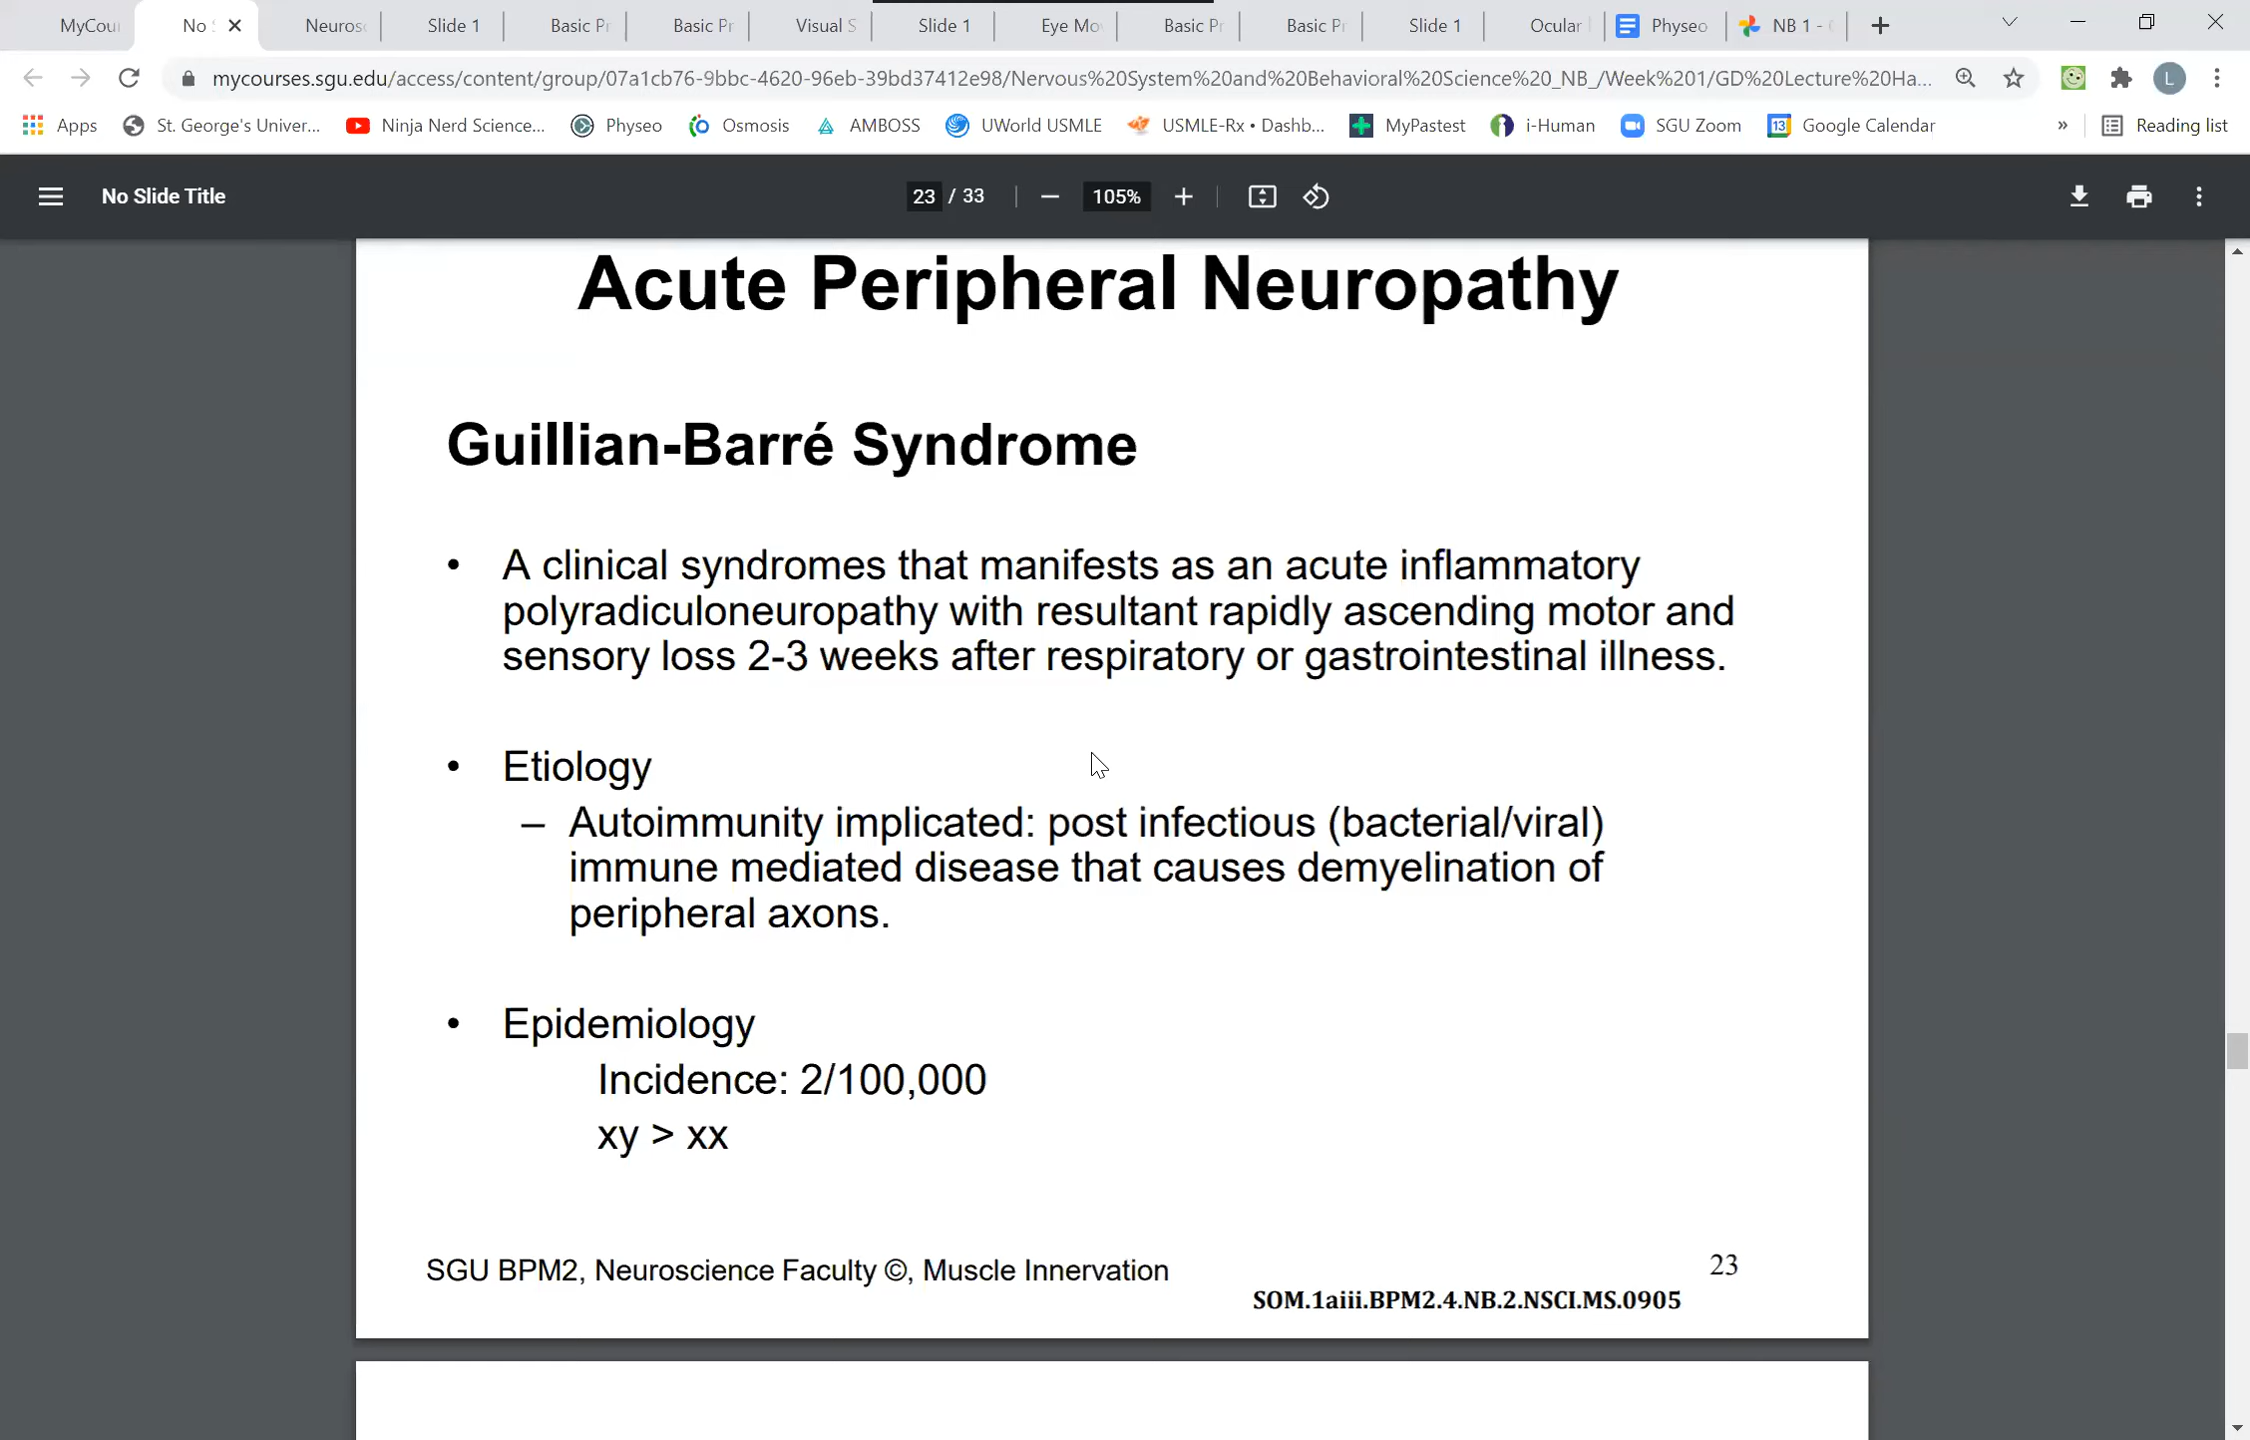 MyCou
No S
Neurosc
Slide 1
Basic Pr
Basic Pr
Visual S
Slide 1
Eye Mo
Basic Pr
Basic Pr
Slide 1
Ocular
Physeo
NB 1 -
mycourses.sgu.edu/access/content/group/07a1cb76-9bbc-4620-96eb-39bd37412e98/Nervous%20System%20and%20Behavioral%20Science%20_NB_/Week%201/GD%20Lecture%20Ha...
L
Apps
St. George's Univer...
Ninja Nerd Science...
Physeo
Osmosis
AMBOSS
UWorld USMLE
USMLE-Rx • Dashb...
MyPastest
i-Human
SGU Zoom
13
Google Calendar
»
Reading list
No Slide Title
23 / 33
105%
Acute Peripheral Neuropathy
Guillian-Barré Syndrome
• A clinical syndromes that manifests as an acute inflammatory
polyradiculoneuropathy with resultant rapidly ascending motor and
sensory loss 2-3 weeks after respiratory or gastrointestinal illness.
• Etiology
– Autoimmunity implicated: post infectious (bacterial/viral)
immune mediated disease that causes demyelination of
peripheral axons.
• Epidemiology
Incidence: 2/100,000
xy > xx
SGU BPM2, Neuroscience Faculty ©, Muscle Innervation
23
SOM.1aiii.BPM2.4.NB.2.NSCI.MS.0905